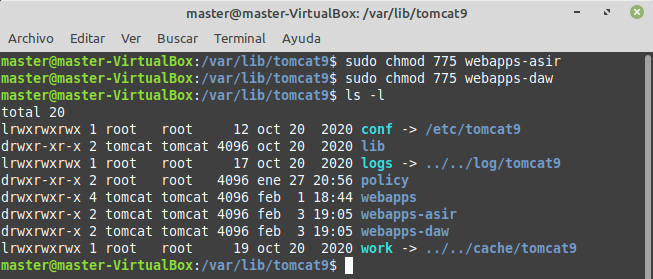 master@master-VirtualBox: /var/lib/tomcat9
Archivo Editar Ver Buscar Terminal Ayuda
master@master-VirtualBox:/var/lib/tomcat9$ sudo chmod 775 webapps-asir
master@master-VirtualBox:/var/lib/tomcat9$ sudo chmod 775 webapps-daw
master@master-VirtualBox:/var/lib/tomcat9$ ls -l
total 20
lrwxrwxrwx 1 root   root     12 oct 20  2020 conf -> /etc/tomcat9
drwxr-xr-x 2 tomcat tomcat 4096 oct 20  2020 lib
lrwxrwxrwx 1 root   root     17 oct 20  2020 logs -> ../../log/tomcat9
drwxr-xr-x 2 root   root   4096 ene 27 20:56 policy
drwxrwxr-x 4 tomcat tomcat 4096 feb  1 18:44 webapps
drwxrwxr-x 2 tomcat tomcat 4096 feb  3 19:05 webapps-asir
drwxrwxr-x 2 tomcat tomcat 4096 feb  3 19:05 webapps-daw
lrwxrwxrwx 1 root   root     19 oct 20  2020 work -> ../../cache/tomcat9
master@master-VirtualBox:/var/lib/tomcat9$